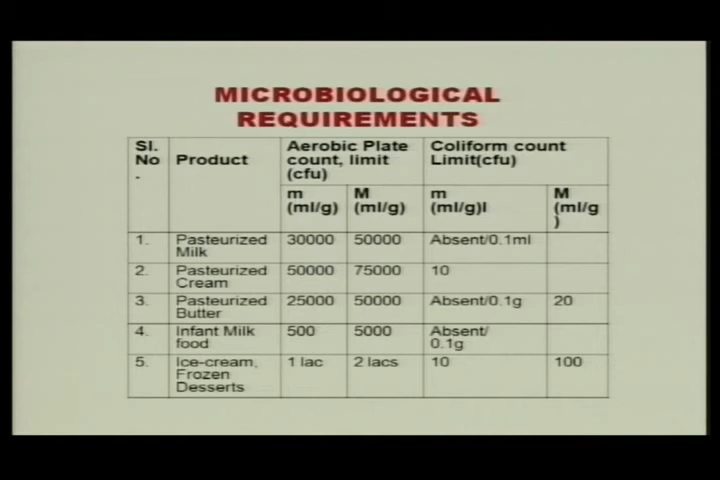 MICROBIOLOGICAL
REQUIREMENTS
Sl. No . Product Aerobic Plate count, limit (cfu) Coliform count Limit(cfu)
m (ml/g) M (ml/g) m (ml/g)l M (ml/g )
1. Pasteurized Milk 30000 50000 Absent/0.1ml
2. Pasteurized Cream 50000 75000 10
3. Pasteurized Butter 25000 50000 Absent/0.1g 20
4. Infant Milk food 500 5000 Absent/ 0.1g
5. Ice-cream, Frozen Desserts 1 lac 2 lacs 10 100